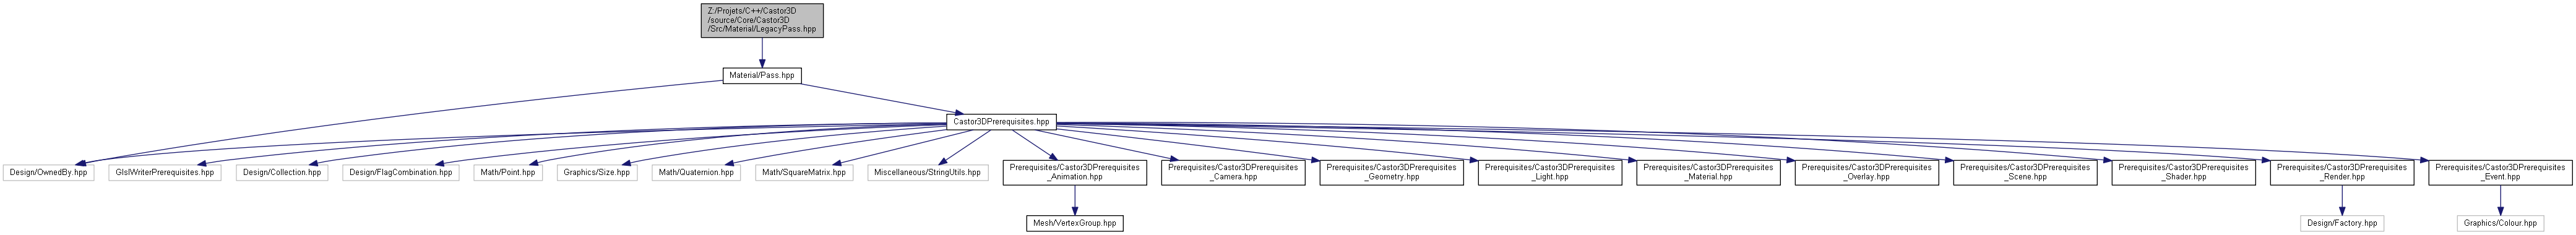 Z:/Projets/C++/Castor3D
/source/Core/Castor3D
/Src/Material/LegacyPass.hpp
Material/Pass.hpp
Castor3DPrerequisites.hpp
Design/OwnedBy.hpp
GlslWriterPrerequisites.hpp
Design/Collection.hpp
Design/FlagCombination.hpp
Math/Point.hpp
Graphics/Size.hpp
Math/Quaternion.hpp
Math/SquareMatrix.hpp
Miscellaneous/StringUtils.hpp
Prerequisites/Castor3DPrerequisites
_Animation.hpp
Prerequisites/Castor3DPrerequisites
_Camera.hpp
Prerequisites/Castor3DPrerequisites
_Geometry.hpp
Prerequisites/Castor3DPrerequisites
_Light.hpp
Prerequisites/Castor3DPrerequisites
_Material.hpp
Prerequisites/Castor3DPrerequisites
_Overlay.hpp
Prerequisites/Castor3DPrerequisites
_Scene.hpp
Prerequisites/Castor3DPrerequisites
_Shader.hpp
Prerequisites/Castor3DPrerequisites
_Render.hpp
Prerequisites/Castor3DPrerequisites
_Event.hpp
Mesh/VertexGroup.hpp
Design/Factory.hpp
Graphics/Colour.hpp